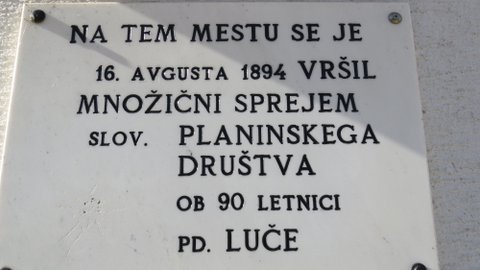 NA TEM MESTU SE JE
16. AVGUSTA 1894 VRŠIL
MNOŽIČNI SPREJEM
SLOV. PLANINSKEGA
DRUŠTVA
OB 90 LETNICI
PD. LUČE